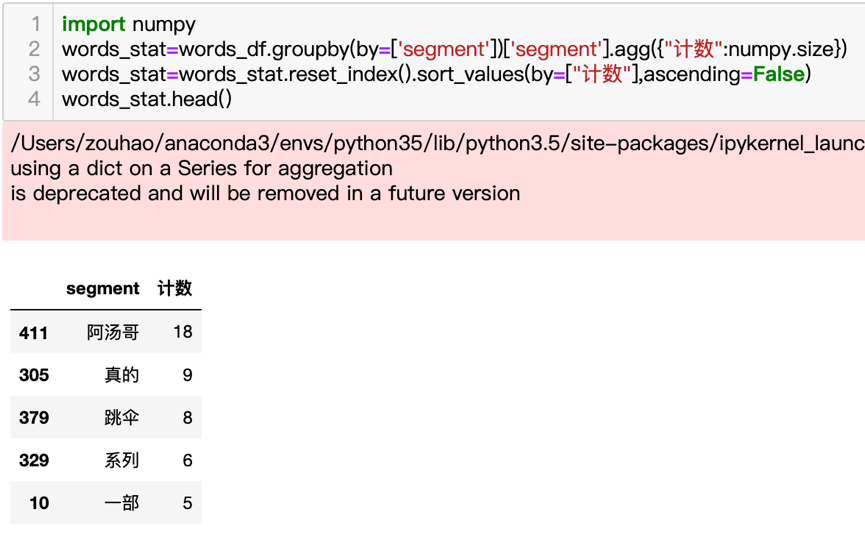 1 import numpy
2 words_stat=words_df.groupby(by=['segment'])['segment'].agg({"计数":numpy.size})
3 words_stat=words_stat.reset_index().sort_values(by=["计数"],ascending=False)
4 words_stat.head()
/Users/zouhao/anaconda3/envs/python35/lib/python3.5/site-packages/ipykernel_launc
using a dict on a Series for aggregation
is deprecated and will be removed in a future version
segment 计数
411 阿汤哥 18
305 真的 9
379 跳伞 8
329 系列 6
10 一部 5